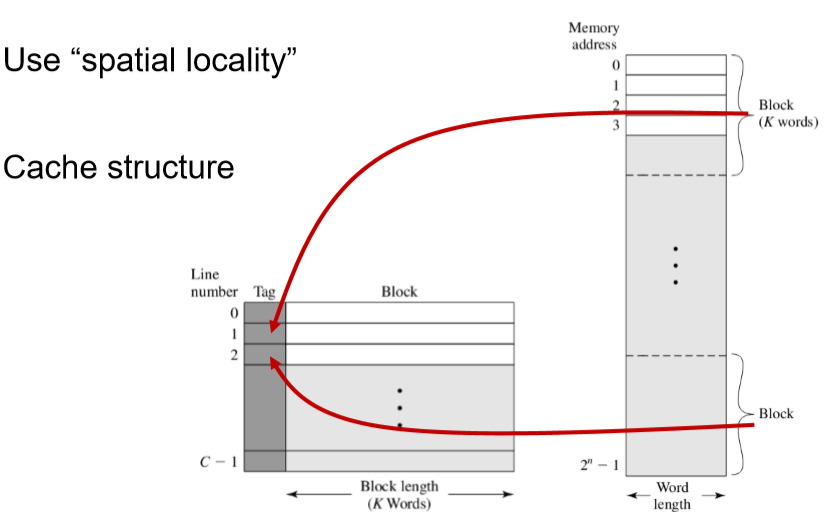 Use “spatial locality”
Cache structure
Memory
address
0
1
2
3
Block
(K words)
Line
number
Tag
Block
0
1
2
C – 1
Block length
(K Words)
Block
2ⁿ – 1
Word
length